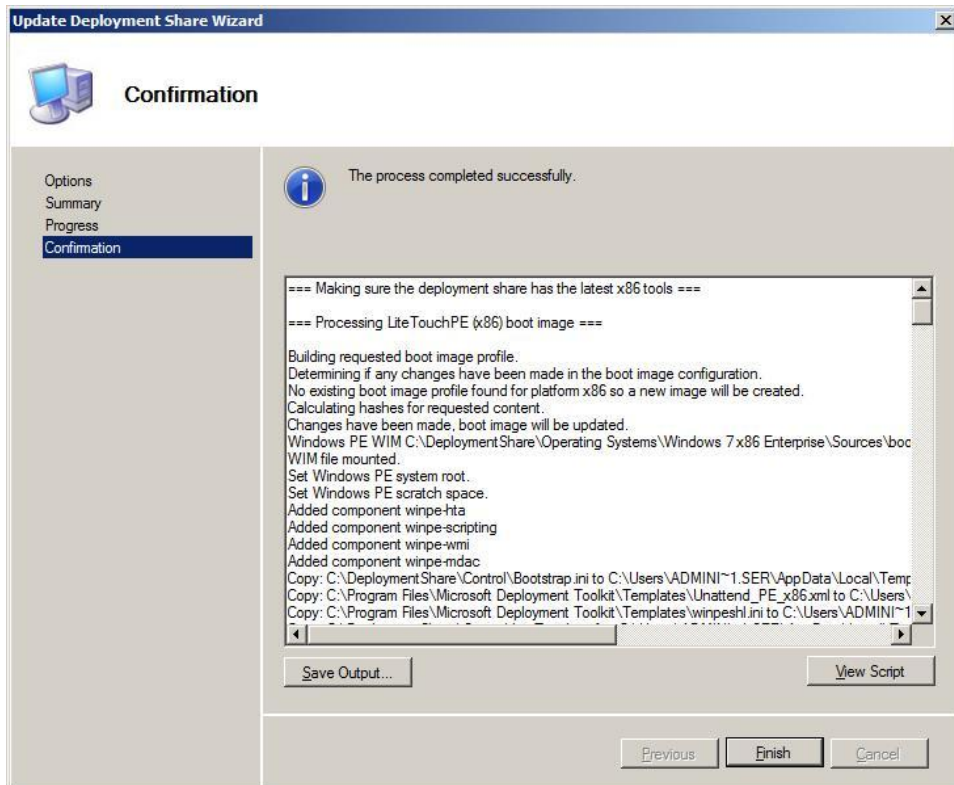 Update Deployment Share Wizard
Confirmation
Options
Summary
Progress
Confirmation
The process completed successfully.
=== Making sure the deployment share has the latest x86 tools ===
=== Processing LiteTouchPE (x86) boot image ===
Building requested boot image profile.
Determining if any changes have been made in the boot image configuration.
No existing boot image profile found for platform x86 so a new image will be created.
Calculating hashes for requested content.
Changes have been made, boot image will be updated.
Windows PE WIM C:\DeploymentShare\Operating Systems\Windows 7 x86 Enterprise\Sources\boo
WIM file mounted.
Set Windows PE system root.
Set Windows PE scratch space.
Added component winpe-hta
Added component winpe-scripting
Added component winpe-wmi
Added component winpe-mdac
Copy: C:\DeploymentShare\Control\Bootstrap.ini to C:\Users\ADMINI~1.SER\AppData\Local\Temp
Copy: C:\Program Files\Microsoft Deployment Toolkit\Templates\Unattend_PE_x86.xml to C:\Users\
Copy: C:\Program Files\Microsoft Deployment Toolkit\Templates\winpeshl.ini to C:\Users\ADMINI~1
Save Output...
View Script
Previous
Finish
Cancel